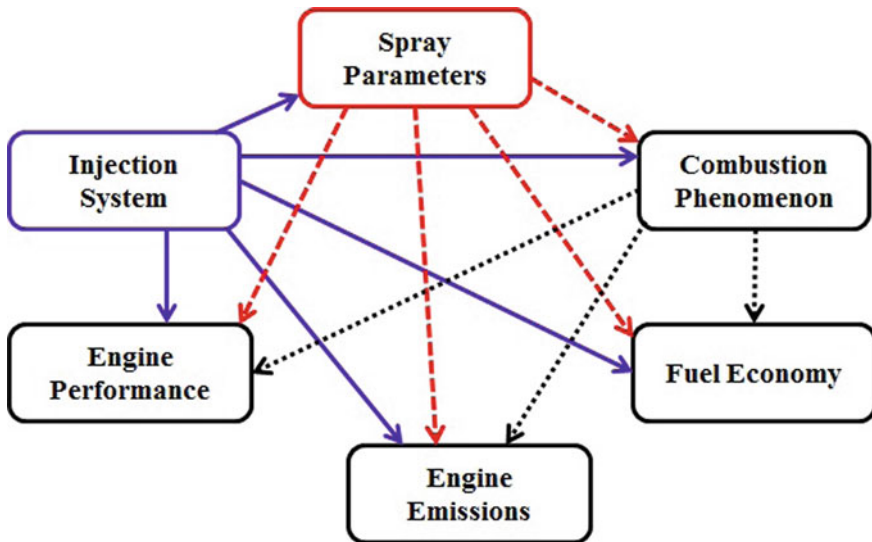 Spray
Parameters
Injection
System
Combustion
Phenomenon
Engine
Performance
Fuel Economy
Engine
Emissions